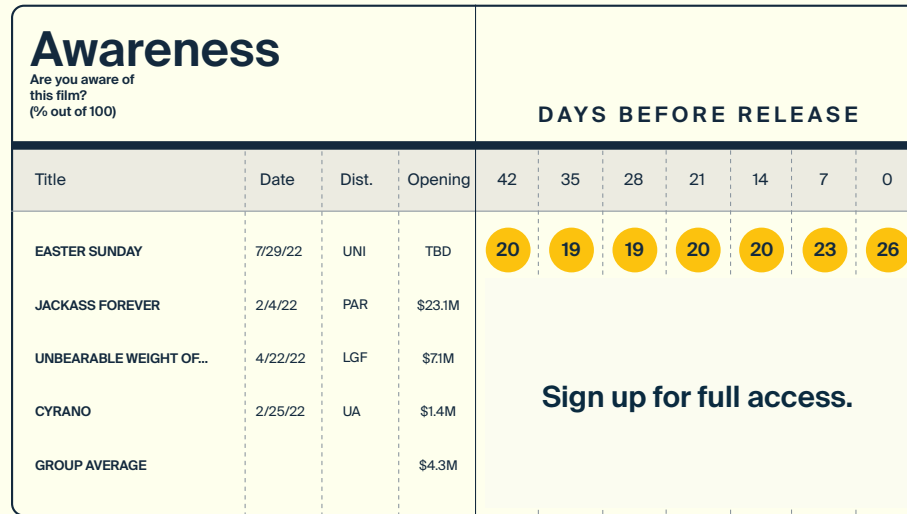 Awareness
Are you aware of
this film?
(% out of 100)
DAYS BEFORE RELEASE
Title Date Dist. Opening 42 35 28 21 14 7 0
EASTER SUNDAY 7/29/22 UNI TBD 20 19 19 20 20 23 26
JACKASS FOREVER 2/4/22 PAR $23.1M
UNBEARABLE WEIGHT OF... 4/22/22 LGF $7.1M
Sign up for full access.
CYRANO 2/25/22 UA $1.4M
GROUP AVERAGE $4.3M